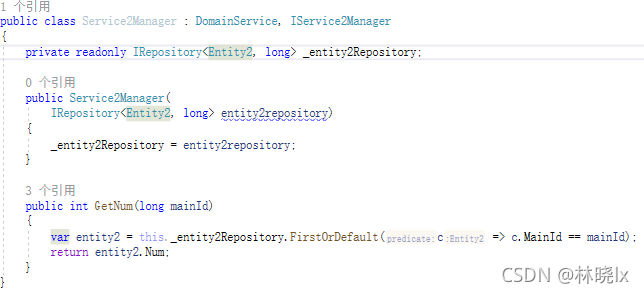 1 个引用
public class Service2Manager : DomainService, IService2Manager
{
private readonly IRepository<Entity2, long> _entity2Repository;
0 个引用
public Service2Manager(
IRepository<Entity2, long> entity2repository)
{
_entity2Repository = entity2repository;
}
3 个引用
public int GetNum(long mainId)
{
var entity2 = this._entity2Repository.FirstOrDefault(predicate:c:Entity2 => c.MainId == mainId);
return entity2.Num;
}
}
CSDN @林晓lx